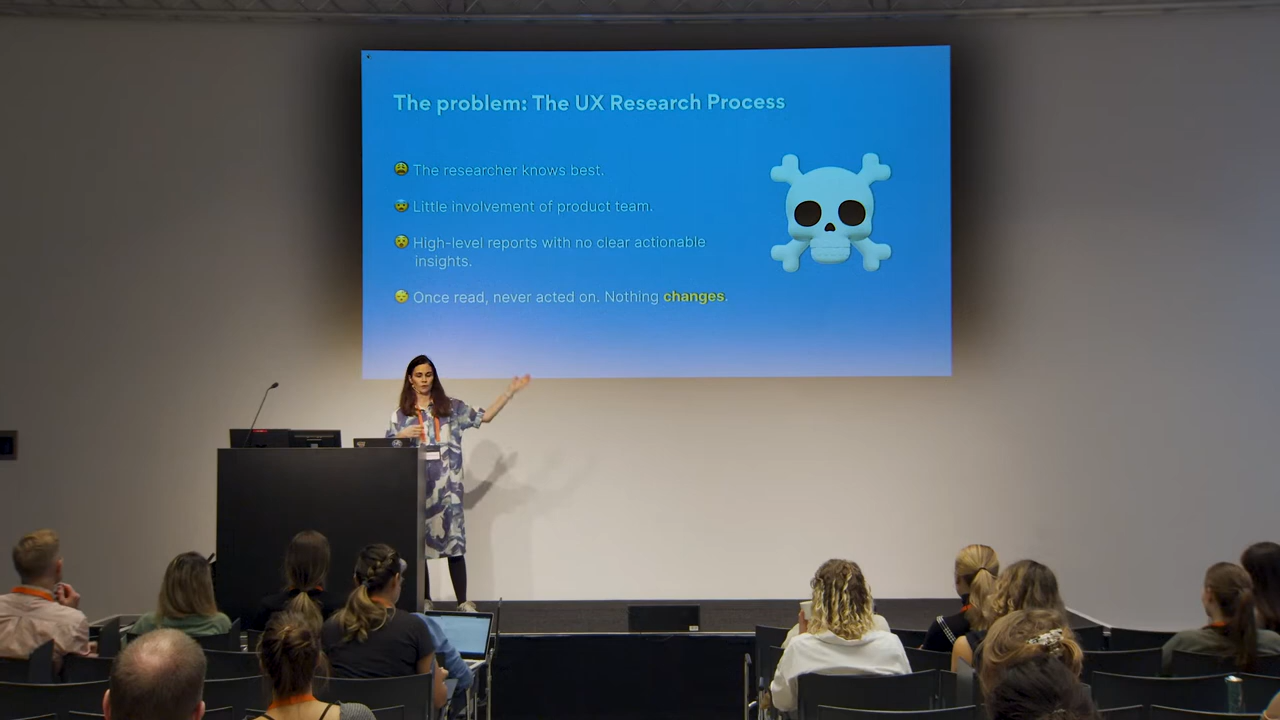 The problem: The UX Research Process
The researcher knows best.
Little involvement of product team.
High-level reports with no clear actionable
insights.
Once read, never acted on. Nothing changes.